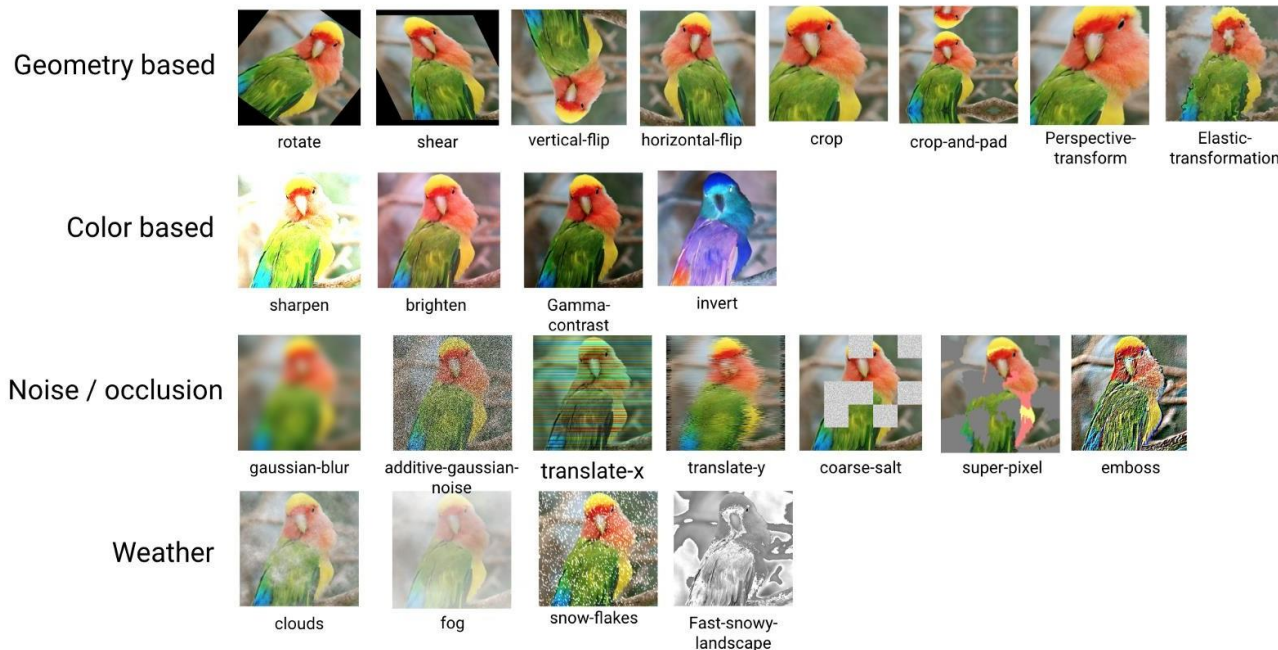 Geometry based
rotate
shear
vertical-flip
horizontal-flip
crop
crop-and-pad
Perspective-
transform
Elastic-
transformation
Color based
sharpen
brighten
Gamma-
contrast
invert
Noise / occlusion
gaussian-blur
additive-gaussian-
noise
translate-x
translate-y
coarse-salt
super-pixel
emboss
Weather
clouds
fog
snow-flakes
Fast-snowy-
landscape